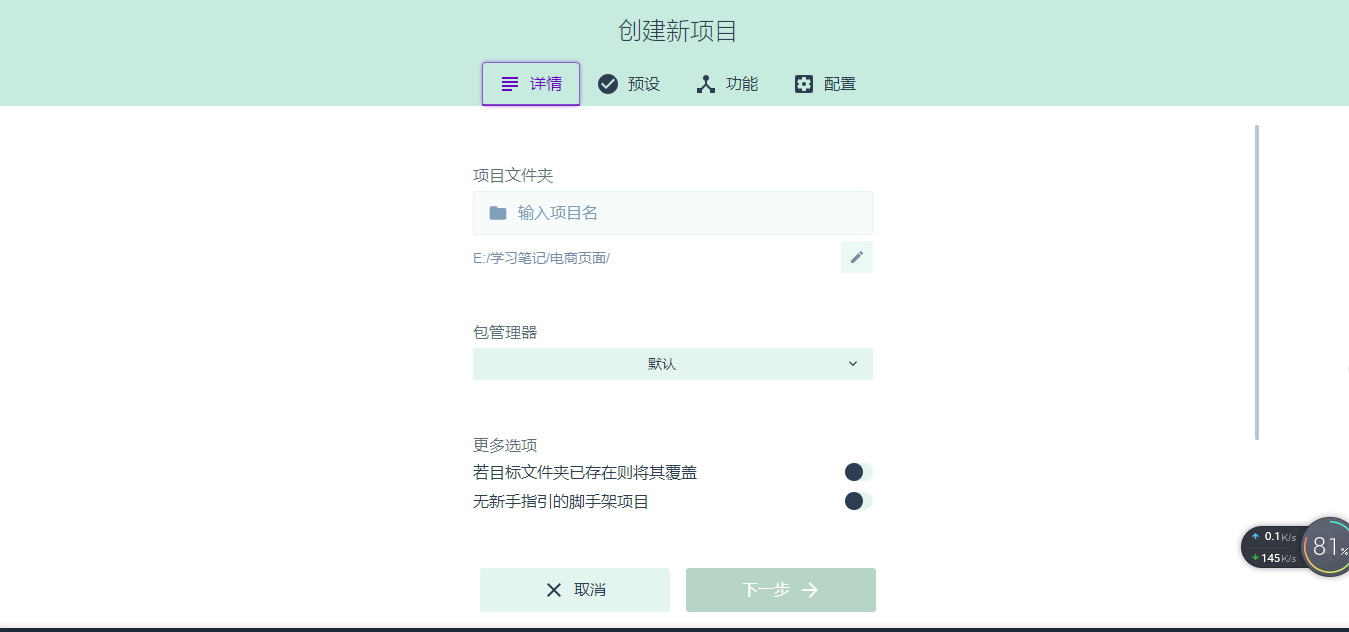 创建新项目
详情 预设 功能 配置
项目文件夹
输入项目名
E:/学习笔记/电商页面/
包管理器
默认
更多选项
若目标文件夹已存在则将其覆盖
无新手指引的脚手架项目
0.1K/s
145K/s
81%
取消 下一步